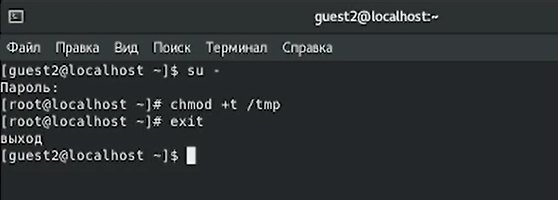 guest2@localhost:~
Файл Правка Вид Поиск Терминал Справка
[guest2@localhost ~]$ su -
Пароль:
[root@localhost ~]# chmod +t /tmp
[root@localhost ~]# exit
выход
[guest2@localhost ~]$